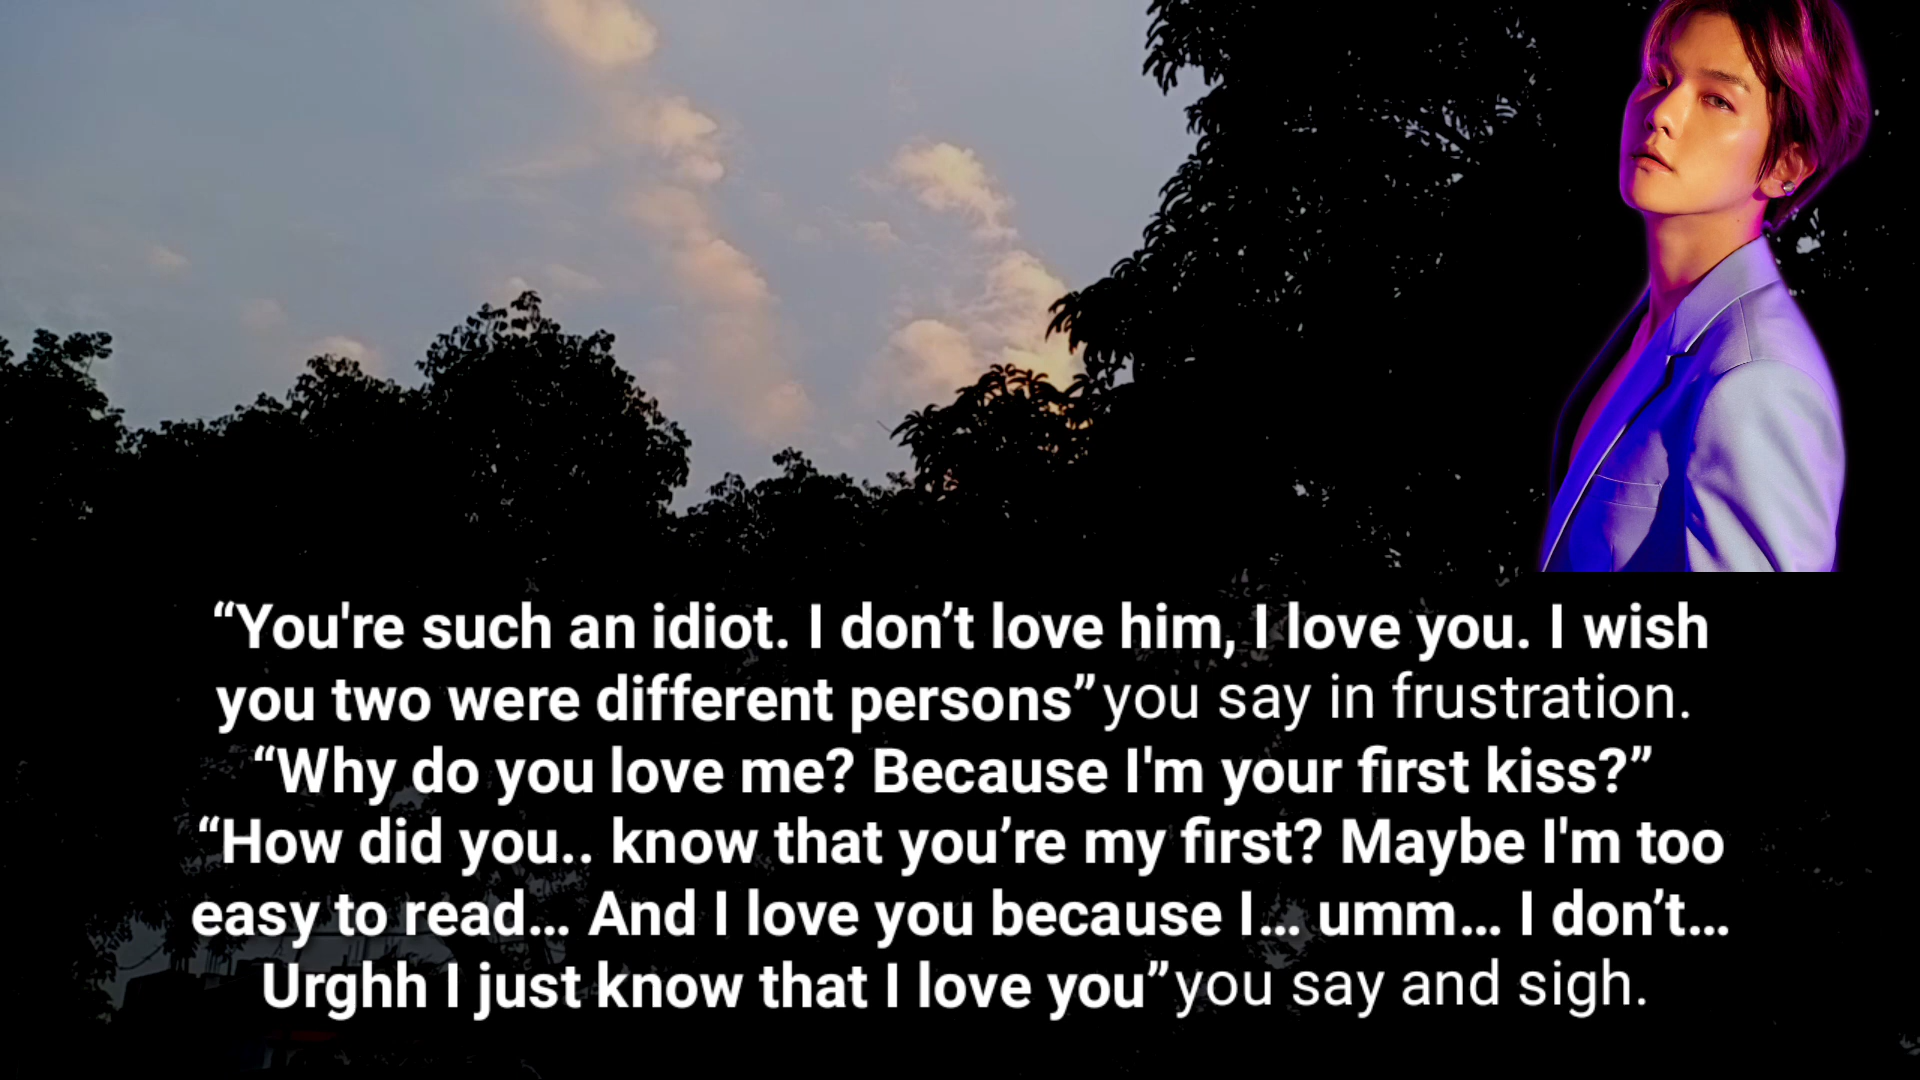 “You're such an idiot. I don’t love him, I love you. I wish
you two were different persons”you say in frustration.
“Why do you love me? Because I'm your first kiss?”
“How did you.. know that you’re my first? Maybe I'm too
easy to read… And I love you because I… umm… I don’t…
Urghh I just know that I love you”you say and sigh.